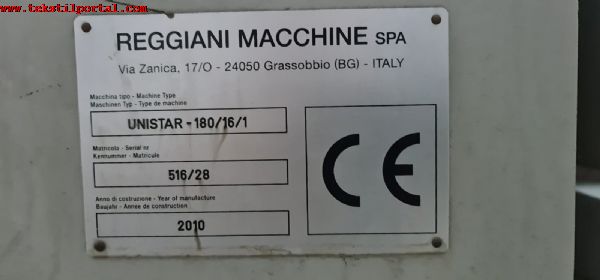 www.tekstilportal.com
REGGIANI MACCHINE SPA
Via Zanica, 17/O - 24050 Grassobbio (BG) - ITALY
Macchina tipo - Machine Type
Maschinen Typ - Type de machine
UNISTAR - 180/16/1
Matricola - Serial nr
Kennummer - Matricule
516/28
Anno di costruzione - Year of manufacture
Baujahr - Annee de construction
2010
CE